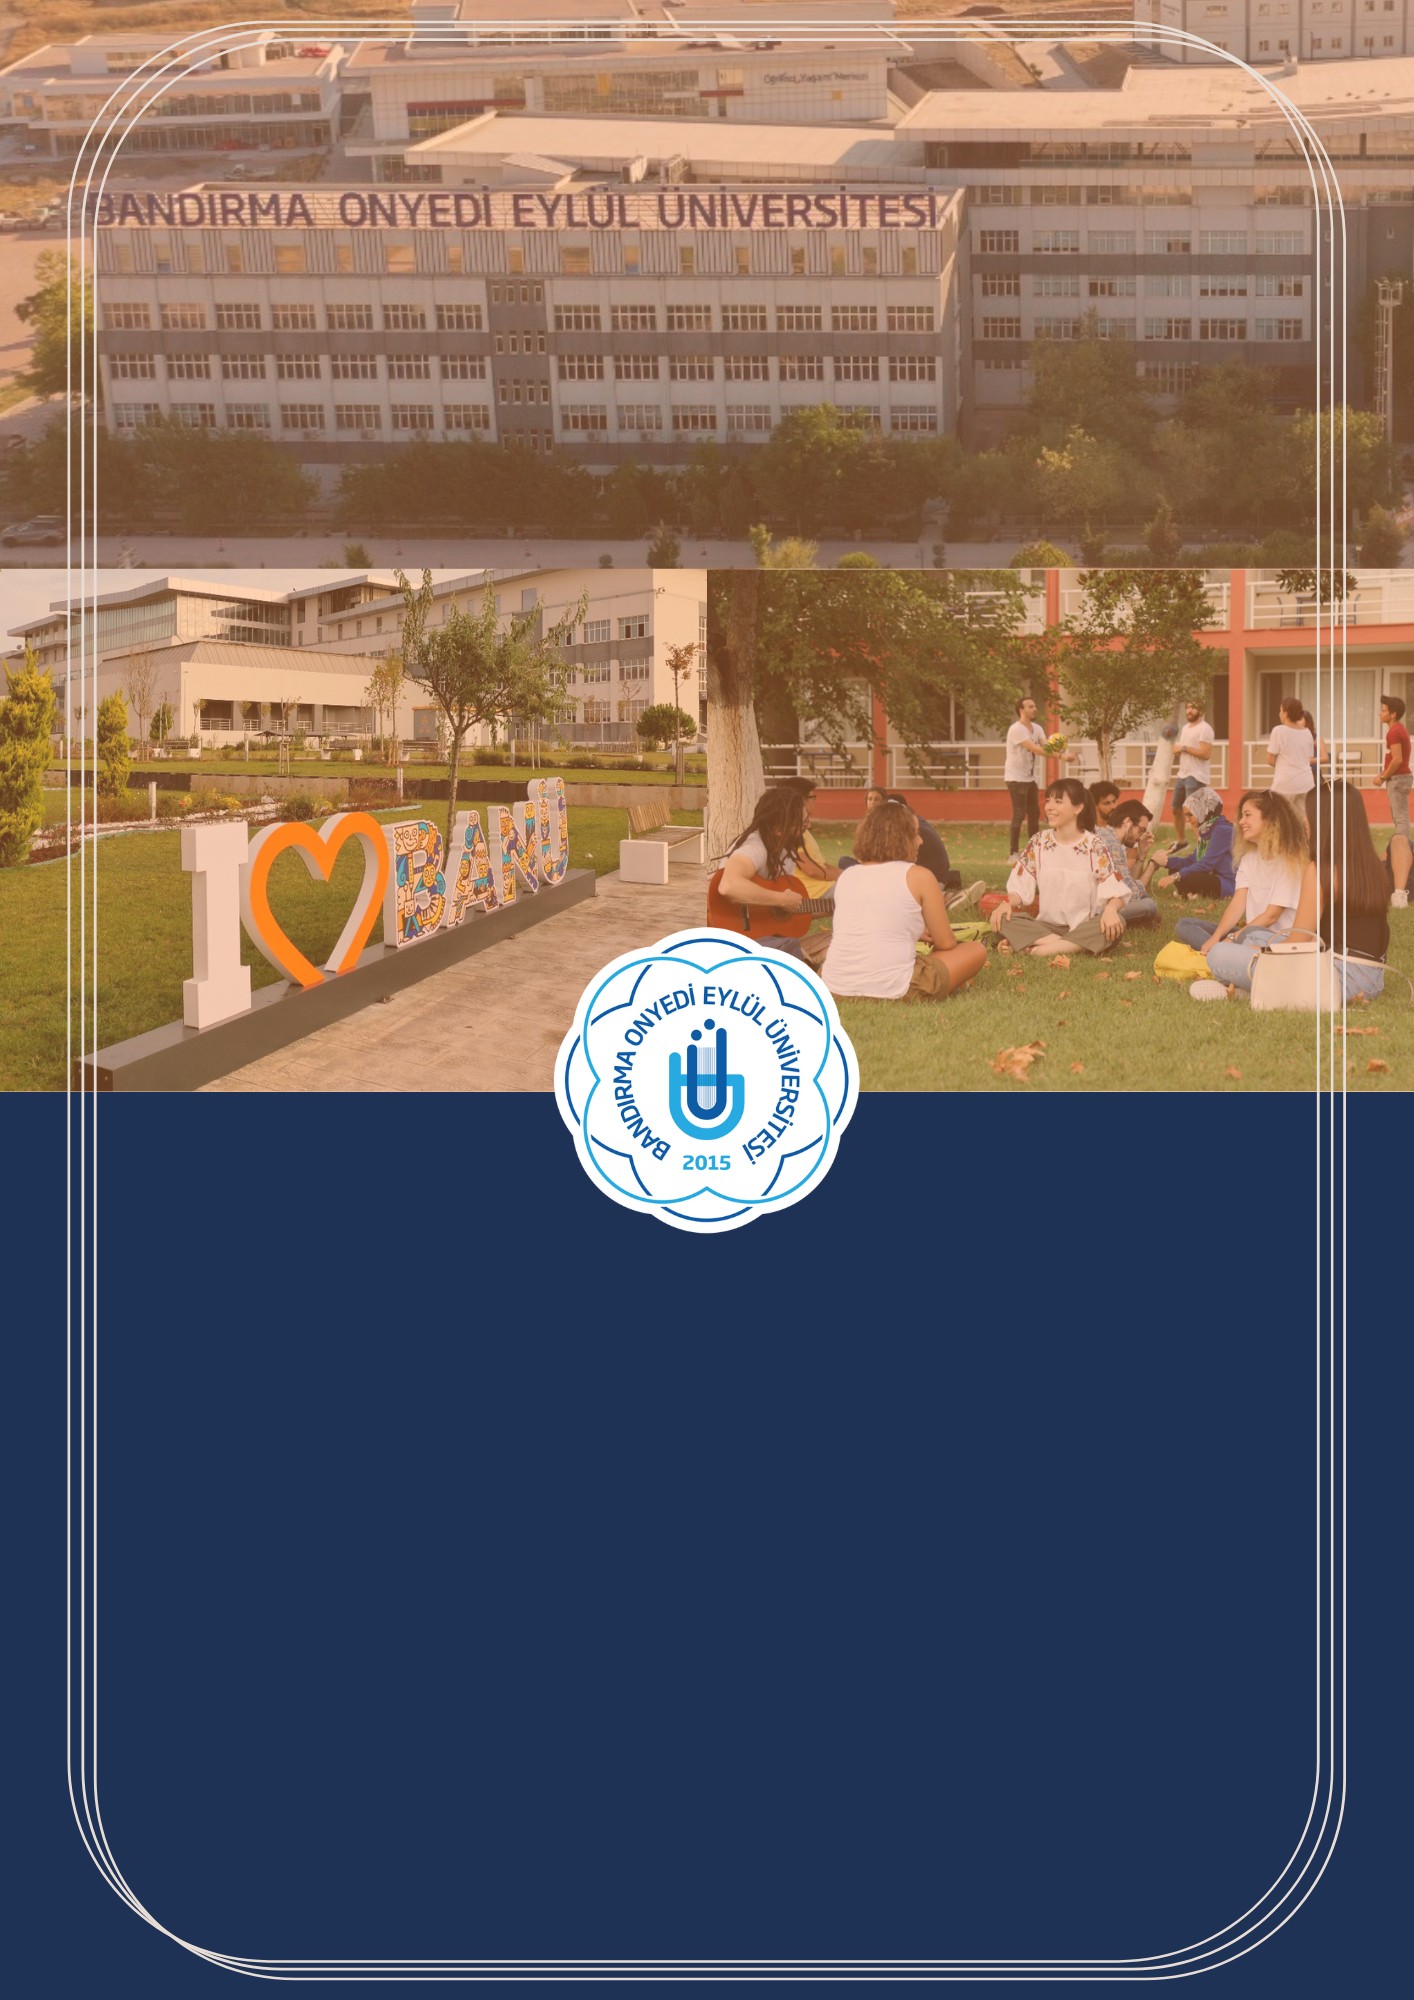 Öğrenci Yaşam Merkezi
BANDIRMA ONYEDİ EYLÜL ÜNİVERSİTESİ
I BANÜ
BANDIRMA ONYEDİ EYLÜL ÜNİVERSİTESİ
2015